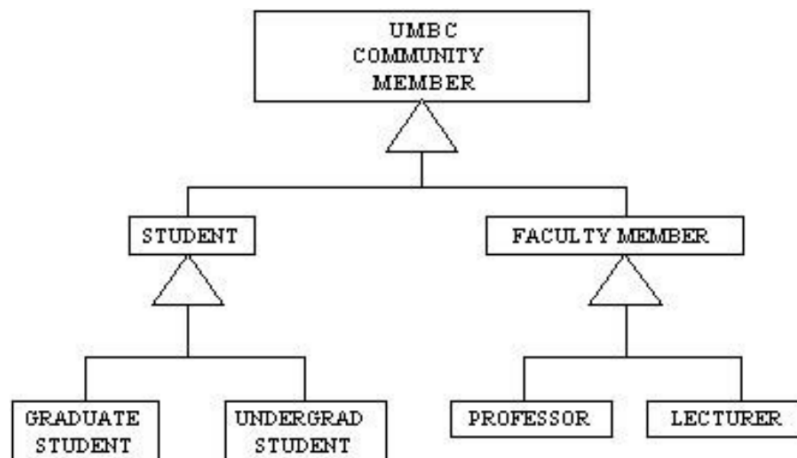 UMBC
COMMUNITY
MEMBER
STUDENT
FACULTY MEMBER
GRADUATE
STUDENT
UNDERGRAD
STUDENT
PROFESSOR
LECTURER